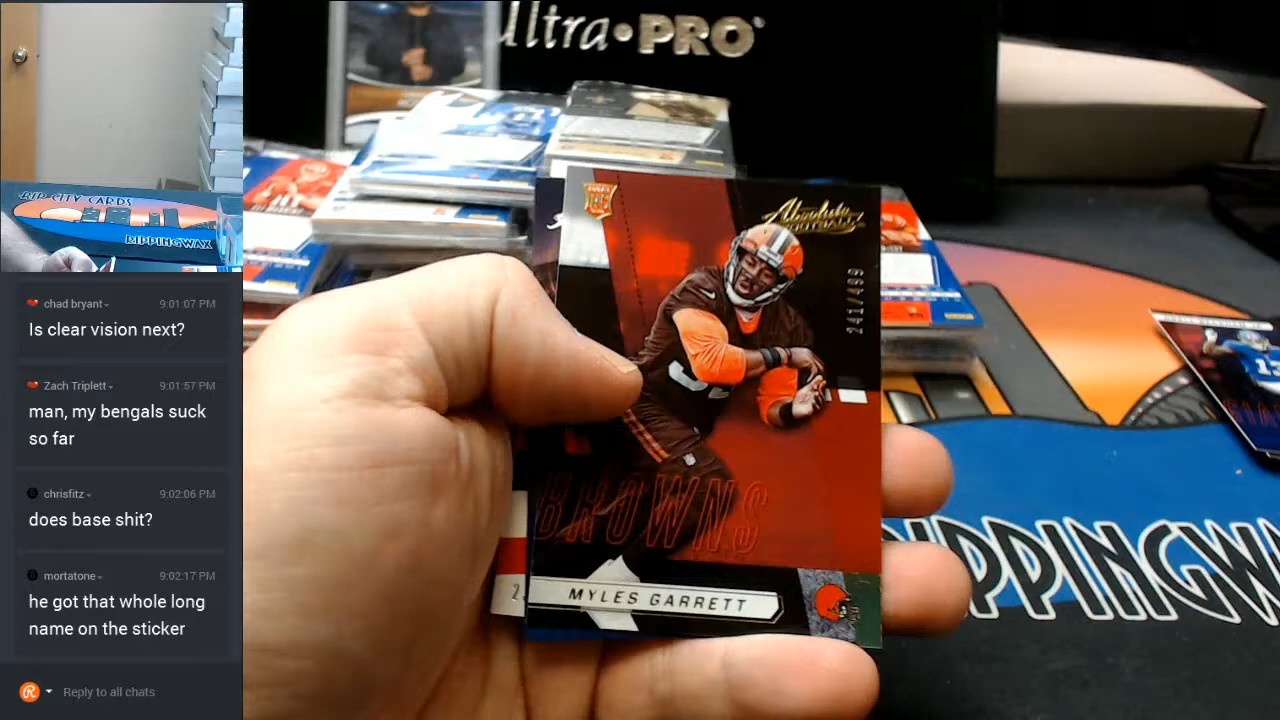 Ultra•PRO
RIP CITY CARDS
RIPPINGWAX
chad bryant
9:01:07 PM
Is clear vision next?
Zach Triplett
9:01:57 PM
man, my bengals suck
so far
chrisfitz
9:02:06 PM
does base shit?
mortatone
9:02:17 PM
he got that whole long
name on the sticker
Reply to all chats
Absolute
FOOTBALL
241/499
BROWNS
MYLES GARRETT
13
RIPPINGW